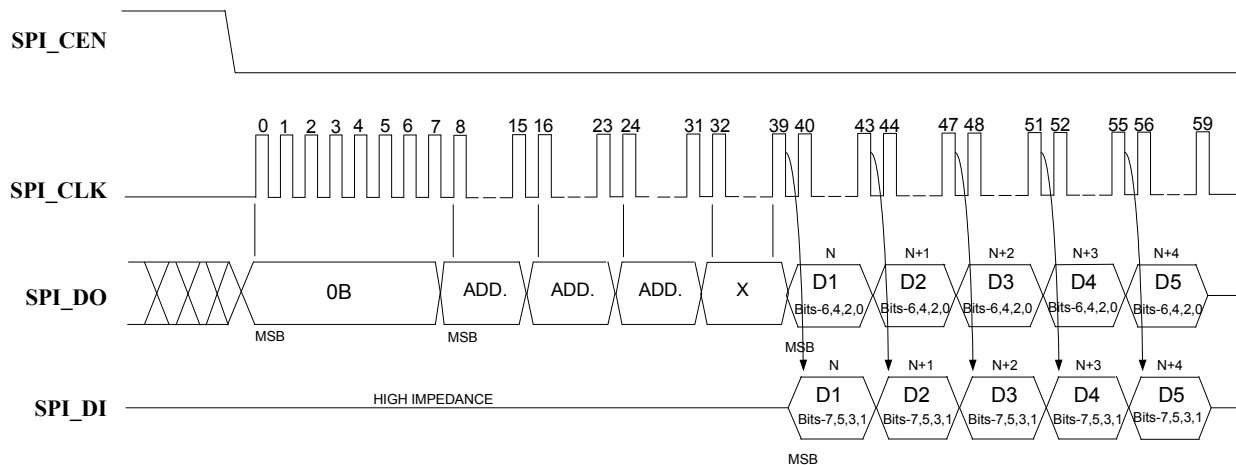 SPI_CEN
0 1 2 3 4 5 6 7 8 15 16 23 24 31 32 39 40 43 44 47 48 51 52 55 56 59
SPI_CLK
N N+1 N+2 N+3 N+4
SPI_DO
0B ADD. ADD. ADD. X D1 D2 D3 D4 D5
Bits-6,4,2,0 Bits-6,4,2,0 Bits-6,4,2,0 Bits-6,4,2,0 Bits-6,4,2,0
MSB MSB MSB
N N+1 N+2 N+3 N+4
SPI_DI
HIGH IMPEDANCE
D1 D2 D3 D4 D5
Bits-7,5,3,1 Bits-7,5,3,1 Bits-7,5,3,1 Bits-7,5,3,1 Bits-7,5,3,1
MSB